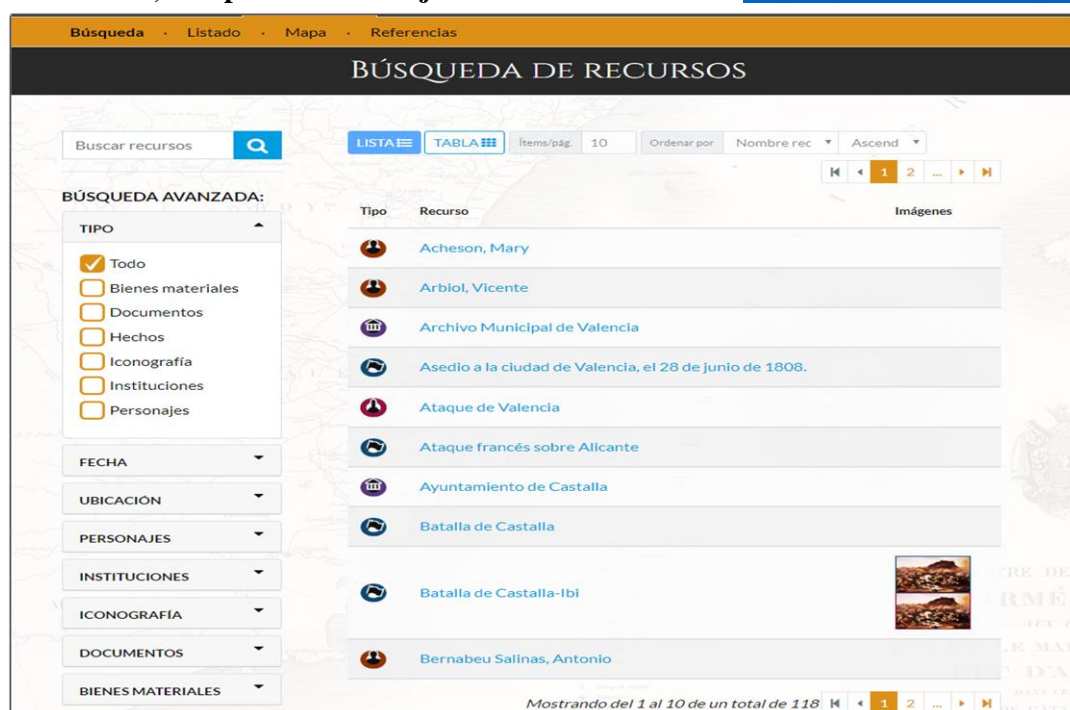 Búsqueda · Listado · Mapa · Referencias
BÚSQUEDA DE RECURSOS
Buscar recursos
LISTA TABLA Ítems/pág. 10 Ordenar por Nombre rec Ascend
1 2 ...
BÚSQUEDA AVANZADA:
TIPO
Todo
Bienes materiales
Documentos
Hechos
Iconografía
Instituciones
Personajes
FECHA
UBICACIÓN
PERSONAJES
INSTITUCIONES
ICONOGRAFÍA
DOCUMENTOS
BIENES MATERIALES
Tipo Recurso Imágenes
Acheson, Mary
Arbiol, Vicente
Archivo Municipal de Valencia
Asedio a la ciudad de Valencia, el 28 de junio de 1808.
Ataque de Valencia
Ataque francés sobre Alicante
Ayuntamiento de Castalla
Batalla de Castalla
Batalla de Castalla-Ibi
Bernabeu Salinas, Antonio
Mostrando del 1 al 10 de un total de 118 1 2 ...